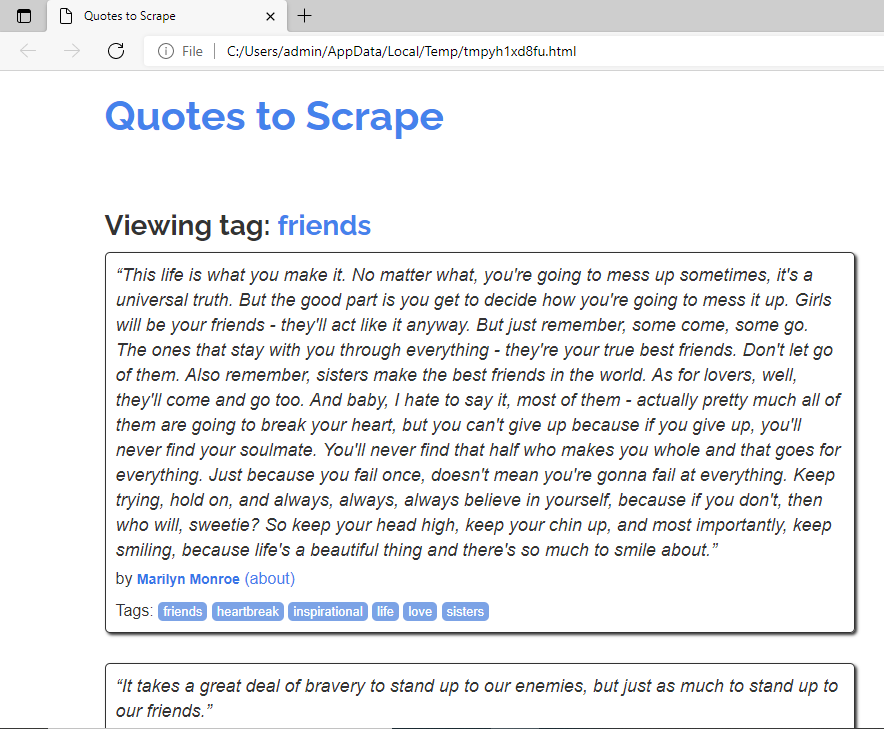 Quotes to Scrape
File
C:/Users/admin/AppData/Local/Temp/tmpyh1xd8fu.html
Quotes to Scrape
Viewing tag: friends
“This life is what you make it. No matter what, you're going to mess up sometimes, it's a
universal truth. But the good part is you get to decide how you're going to mess it up. Girls
will be your friends - they'll act like it anyway. But just remember, some come, some go.
The ones that stay with you through everything - they're your true best friends. Don't let go
of them. Also remember, sisters make the best friends in the world. As for lovers, well,
they'll come and go too. And baby, I hate to say it, most of them - actually pretty much all of
them are going to break your heart, but you can't give up because if you give up, you'll
never find your soulmate. You'll never find that half who makes you whole and that goes for
everything. Just because you fail once, doesn't mean you're gonna fail at everything. Keep
trying, hold on, and always, always, always believe in yourself, because if you don't, then
who will, sweetie? So keep your head high, keep your chin up, and most importantly, keep
smiling, because life's a beautiful thing and there's so much to smile about.”
by Marilyn Monroe (about)
Tags: friends heartbreak inspirational life love sisters
“It takes a great deal of bravery to stand up to our enemies, but just as much to stand up to
our friends.”